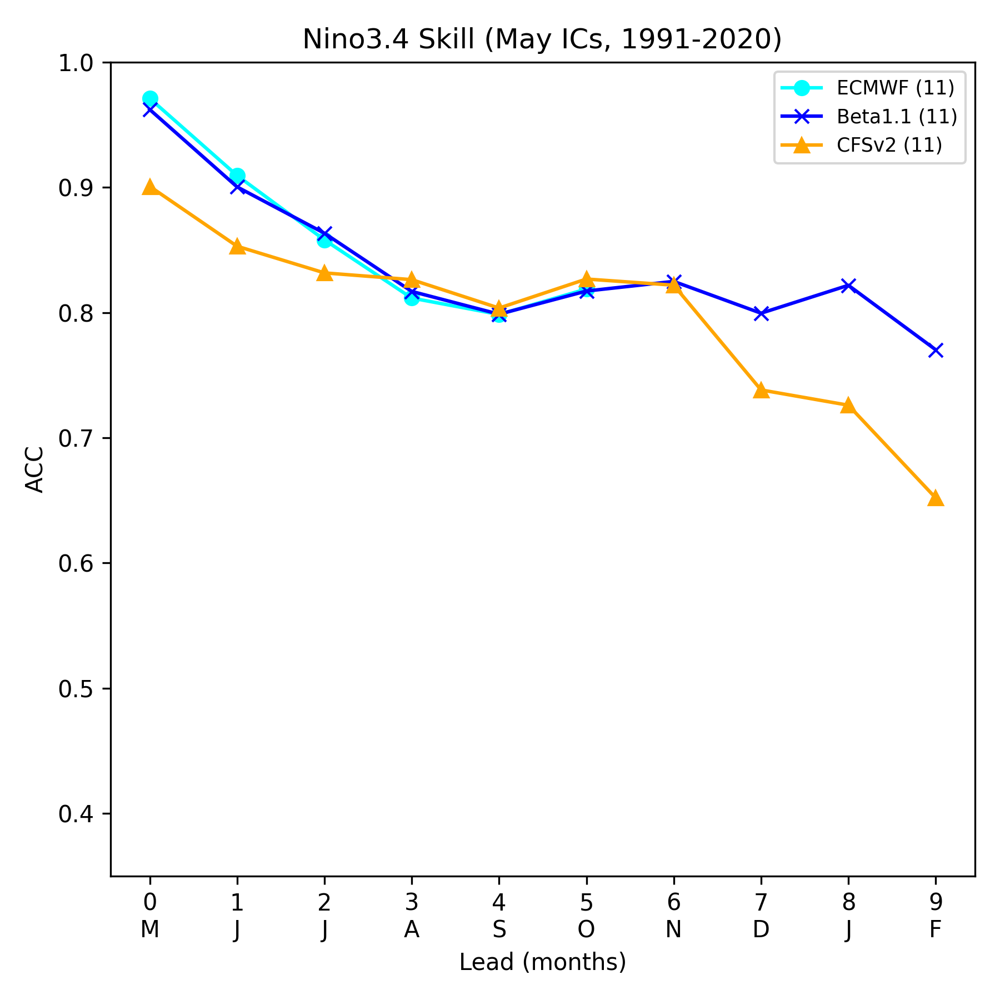 Nino3.4 Skill (May ICs, 1991-2020)
ECMWF (11)
Beta1.1 (11)
CFSv2 (11)
1.0
0.9
0.8
0.7
0.6
0.5
0.4
ACC
0 1 2 3 4 5 6 7 8 9
M J J A S O N D J F
Lead (months)